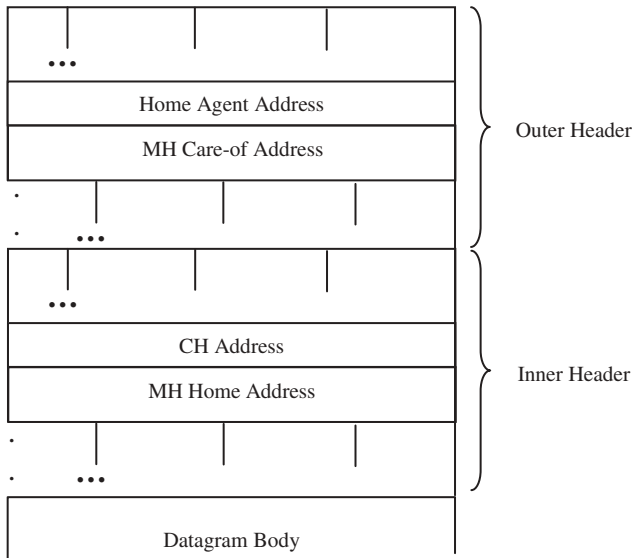 ...
Home Agent Address
MH Care-of Address
Outer Header
...
...
CH Address
MH Home Address
Inner Header
...
Datagram Body